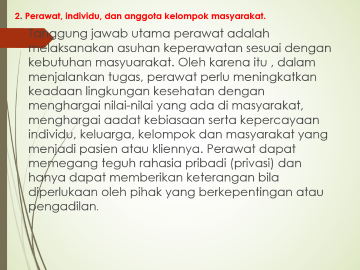 2. Perawat, individu, dan anggota kelompok masyarakat.
Tanggung jawab utama perawat adalah
melaksanakan asuhan keperawatan sesuai dengan
kebutuhan masyuarakat. Oleh karena itu , dalam
menjalankan tugas, perawat perlu meningkatkan
keadaan lingkungan kesehatan dengan
menghargai nilai-nilai yang ada di masyarakat,
menghargai aadat kebiasaan serta kepercayaan
individu, keluarga, kelompok dan masyarakat yang
menjadi pasien atau kliennya. Perawat dapat
memegang teguh rahasia pribadi (privasi) dan
hanya dapat memberikan keterangan bila
diperlukaan oleh pihak yang berkepentingan atau
pengadilan.